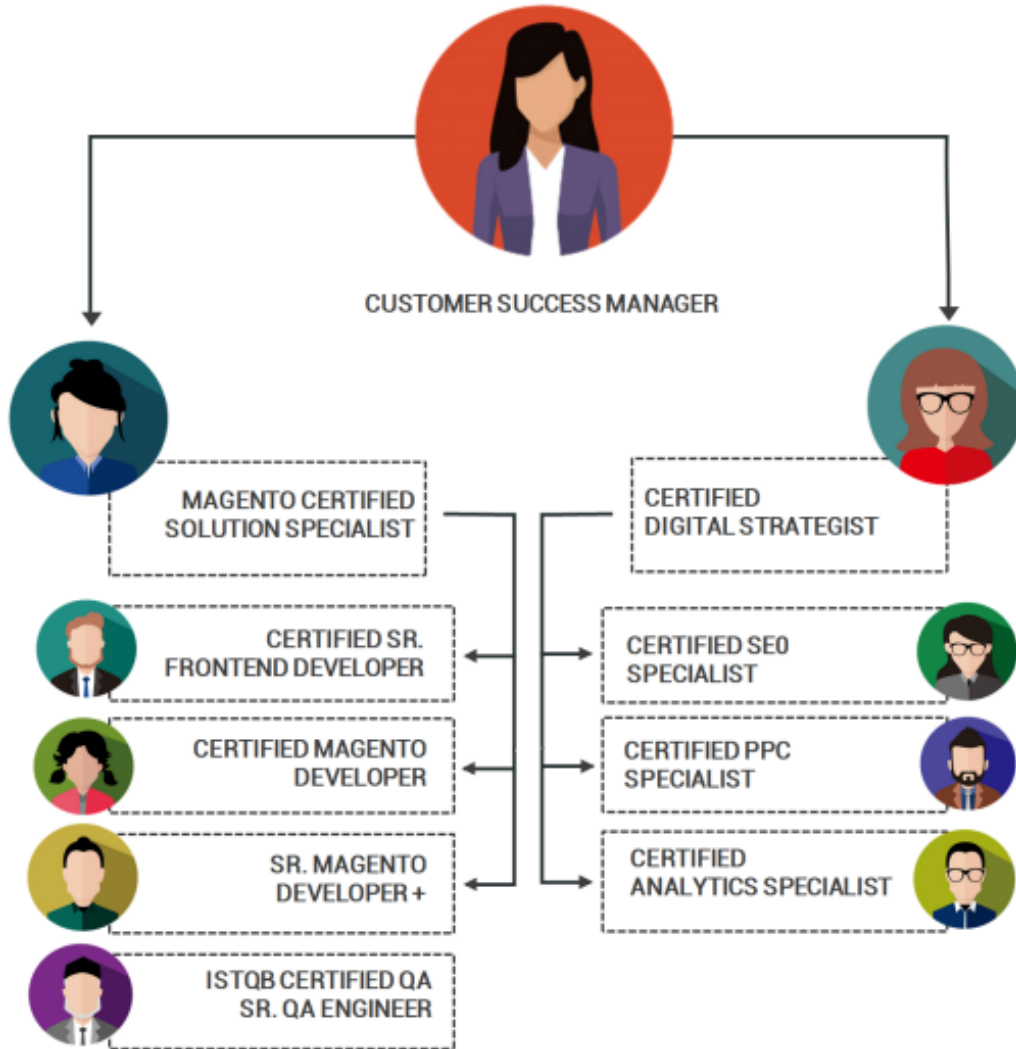 CUSTOMER SUCCESS MANAGER
MAGENTO CERTIFIED
SOLUTION SPECIALIST
CERTIFIED SR.
FRONTEND DEVELOPER
CERTIFIED MAGENTO
DEVELOPER
SR. MAGENTO
DEVELOPER +
ISTQB CERTIFIED QA
SR. QA ENGINEER
CERTIFIED
DIGITAL STRATEGIST
CERTIFIED SE0
SPECIALIST
CERTIFIED PPC
SPECIALIST
CERTIFIED
ANALYTICS SPECIALIST